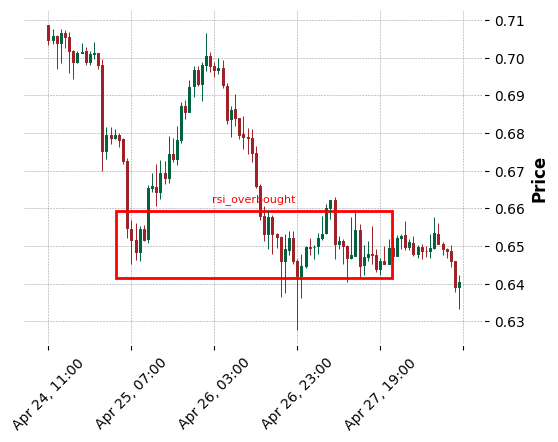 0.71
0.70
0.69
0.68
0.67
0.66
0.65
0.64
0.63
Price
rsi_overbought
Apr 24, 11:00
Apr 25, 07:00
Apr 26, 03:00
Apr 26, 23:00
Apr 27, 19:00